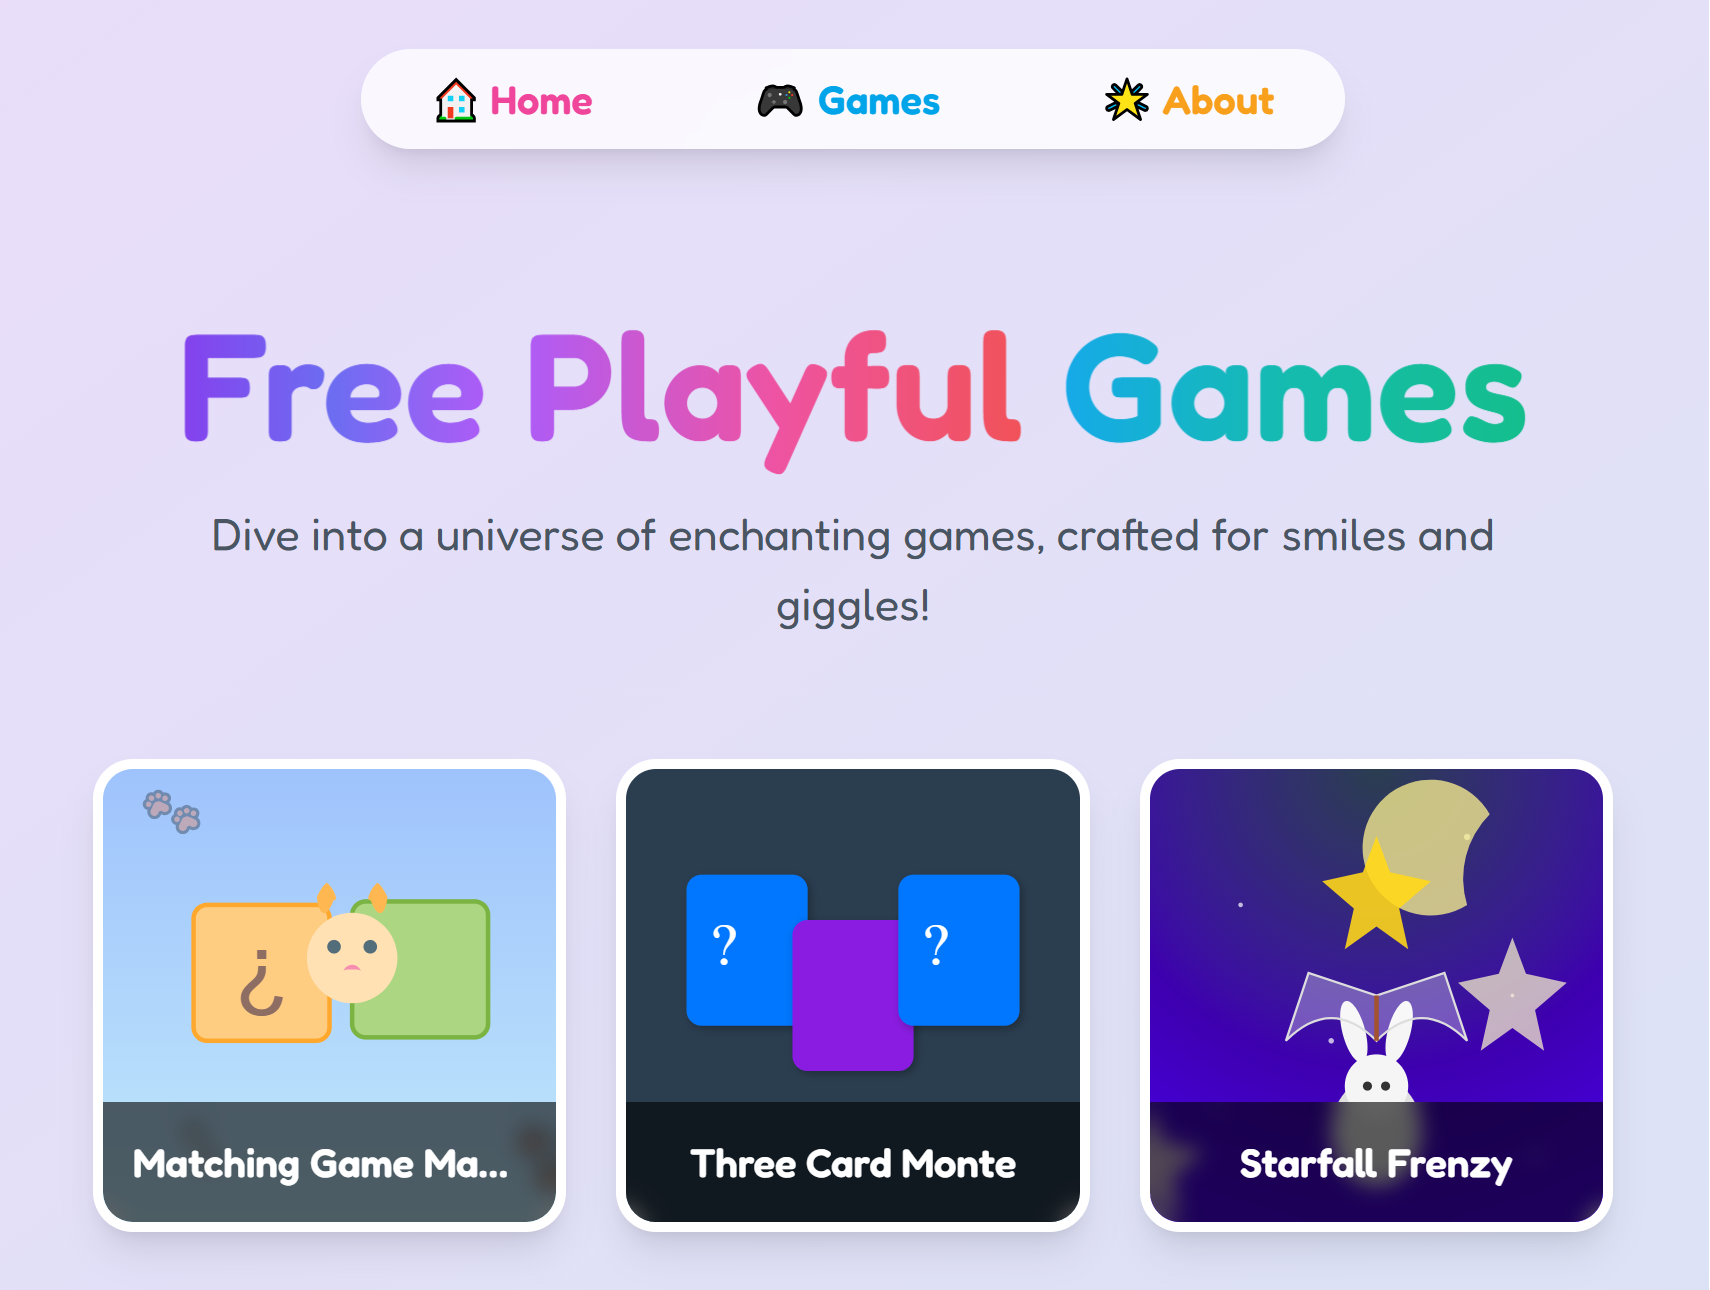 Home
Games
About
Free Playful Games
Dive into a universe of enchanting games, crafted for smiles and
giggles!
¿
? ?
Matching Game Ma...
Three Card Monte
Starfall Frenzy